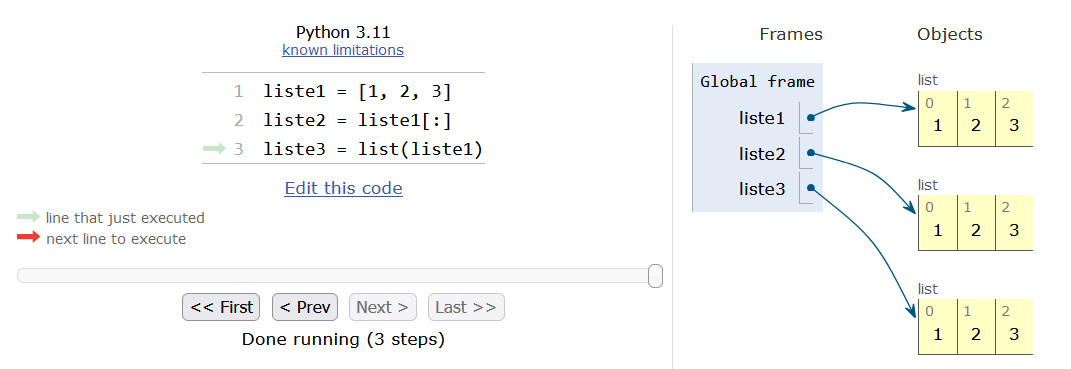 Python 3.11
known limitations
1 liste1 = [1, 2, 3]
2 liste2 = liste1[:]
3 liste3 = list(liste1)
Edit this code
line that just executed
next line to execute
<< First < Prev Next > Last >>
Done running (3 steps)
Frames Objects
Global frame
liste1
liste2
liste3
list
0 1 2
1 2 3
list
0 1 2
1 2 3
list
0 1 2
1 2 3